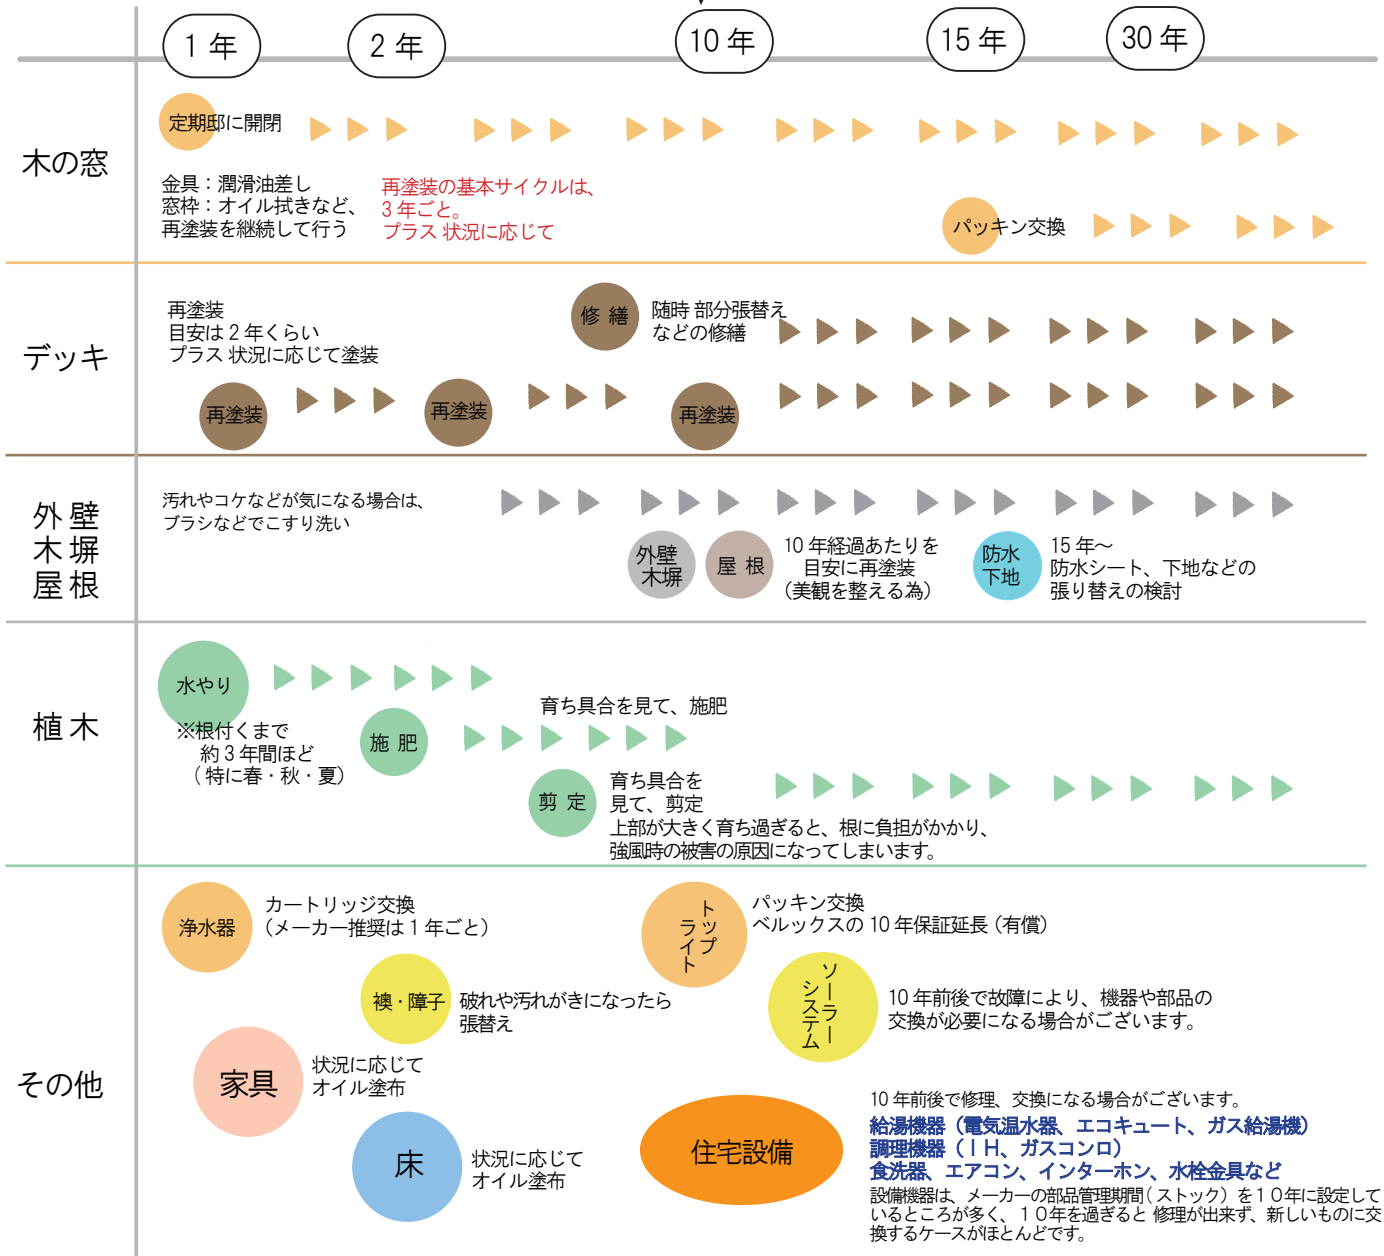 1年
2年
10年
15年
30年
木の窓
定期邸に開閉
金具：潤滑油差し
窓枠：オイル拭きなど、
再塗装を継続して行う
再塗装の基本サイクルは、
3年ごと。
プラス 状況に応じて
パッキン交換
デッキ
再塗装
目安は2年くらい
プラス 状況に応じて塗装
修 繕
随時 部分張替え
などの修繕
再塗装
再塗装
再塗装
外 壁
木 塀
屋 根
汚れやコケなどが気になる場合は、
ブラシなどでこすり洗い
外壁
木塀
屋 根
10年経過あたりを
目安に再塗装
(美観を整える為)
防水
下地
15年～
防水シート、下地などの
張り替えの検討
植 木
水やり
※根付くまで
約3年間ほど
(特に春・秋・夏)
施 肥
育ち具合を見て、施肥
剪 定
育ち具合を
見て、剪定
上部が大きく育ち過ぎると、根に負担がかかり、
強風時の被害の原因になってしまいます。
その他
浄水器
カートリッジ交換
(メーカー推奨は1年ごと)
襖・障子
破れや汚れがきになったら
張替え
家具
状況に応じて
オイル塗布
床
状況に応じて
オイル塗布
トップ
ライト
パッキン交換
ベルックスの10年保証延長(有償)
ソーラー
システム
10年前後で故障により、機器や部品の
交換が必要になる場合がございます。
住宅設備
10年前後で修理、交換になる場合がございます。
給湯機器（電気温水器、エコキュート、ガス給湯機）
調理機器（ＩＨ、ガスコンロ）
食洗器、エアコン、インターホン、水栓金具など
設備機器は、メーカーの部品管理期間(ストック）を１０年に設定して
いるところが多く、１０年を過ぎると 修理が出来ず、新しいものに交
換するケースがほとんどです。